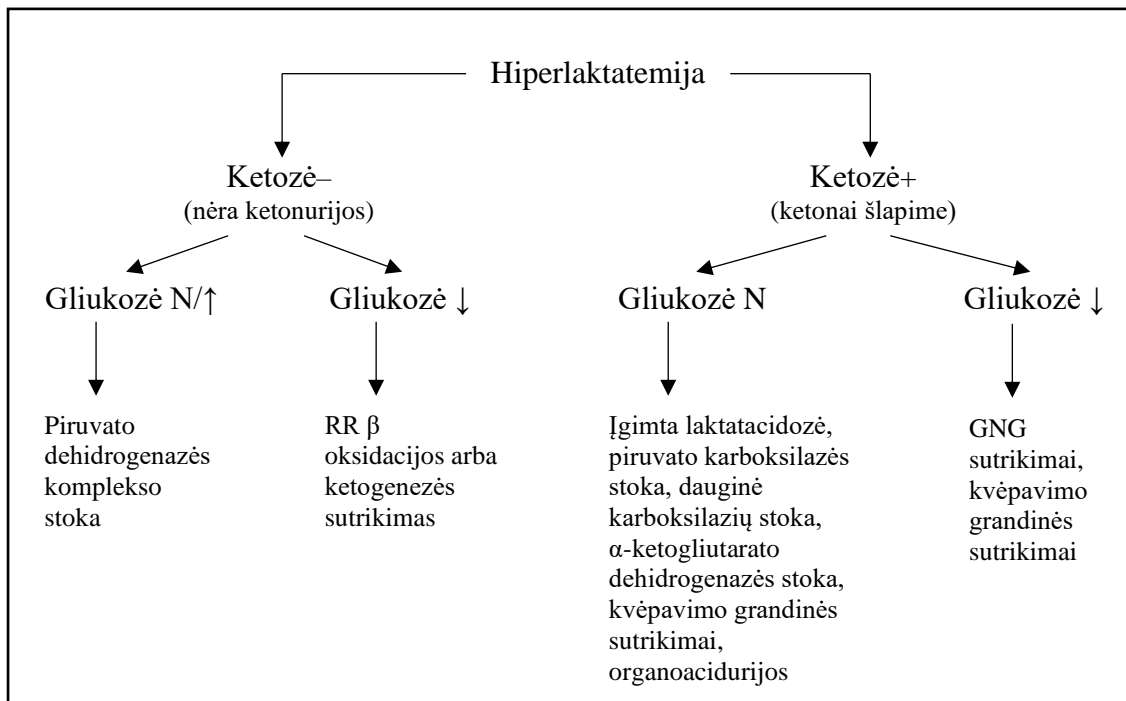 Hiperlaktatemija
Ketozė–
(nėra ketonurijos)
Ketozė+
(ketonai šlapime)
Gliukozė N/↑
Gliukozė ↓
Gliukozė N
Gliukozė ↓
Piruvato
dehidrogenazės
komplekso
stoka
RR β
oksidacijos arba
ketogenezės
sutrikimas
Įgimta laktatacidozė,
piruvato karboksilazės
stoka, dauginė
karboksilazių stoka,
α-ketogliutarato
dehidrogenazės stoka,
kvėpavimo grandinės
sutrikimai,
organoacidurijos
GNG
sutrikimai,
kvėpavimo
grandinės
sutrikimai